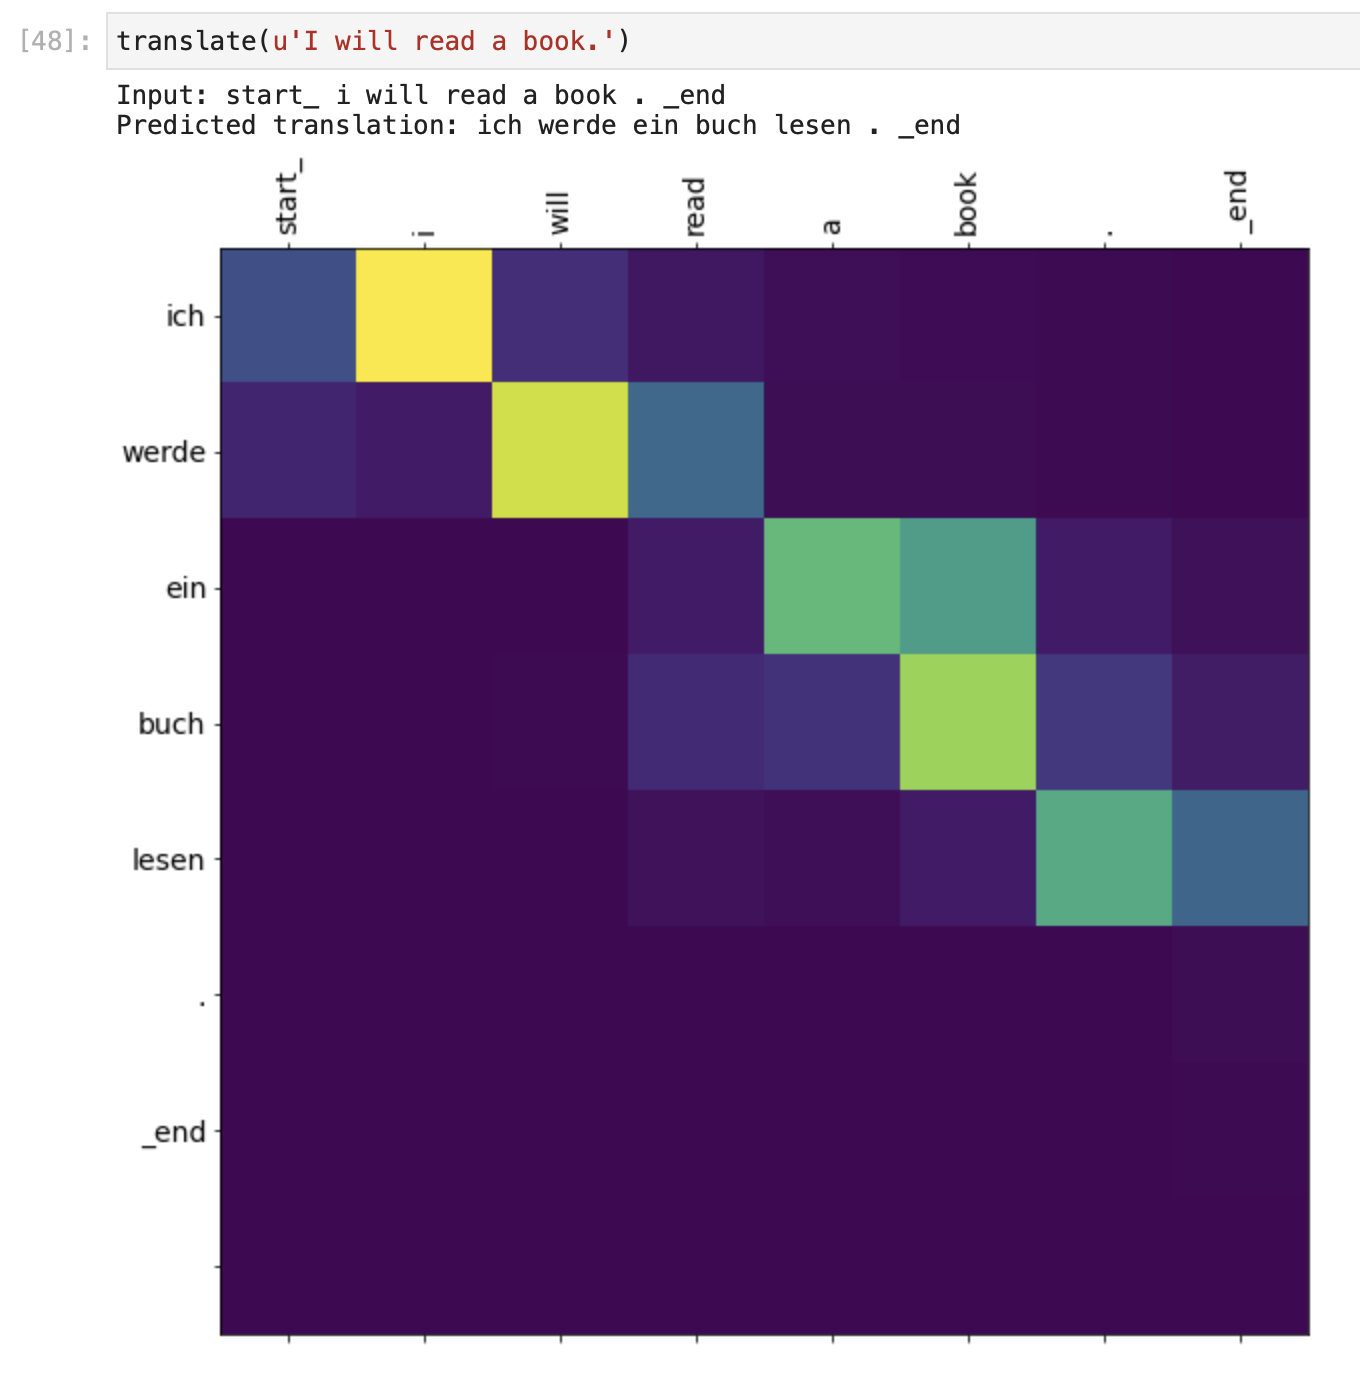 [48]: translate(u'I will read a book.')
Input: start_ i will read a book . _end
Predicted translation: ich werde ein buch lesen . _end
start_ i will read a book . _end
ich
werde
ein
buch
lesen
.
_end